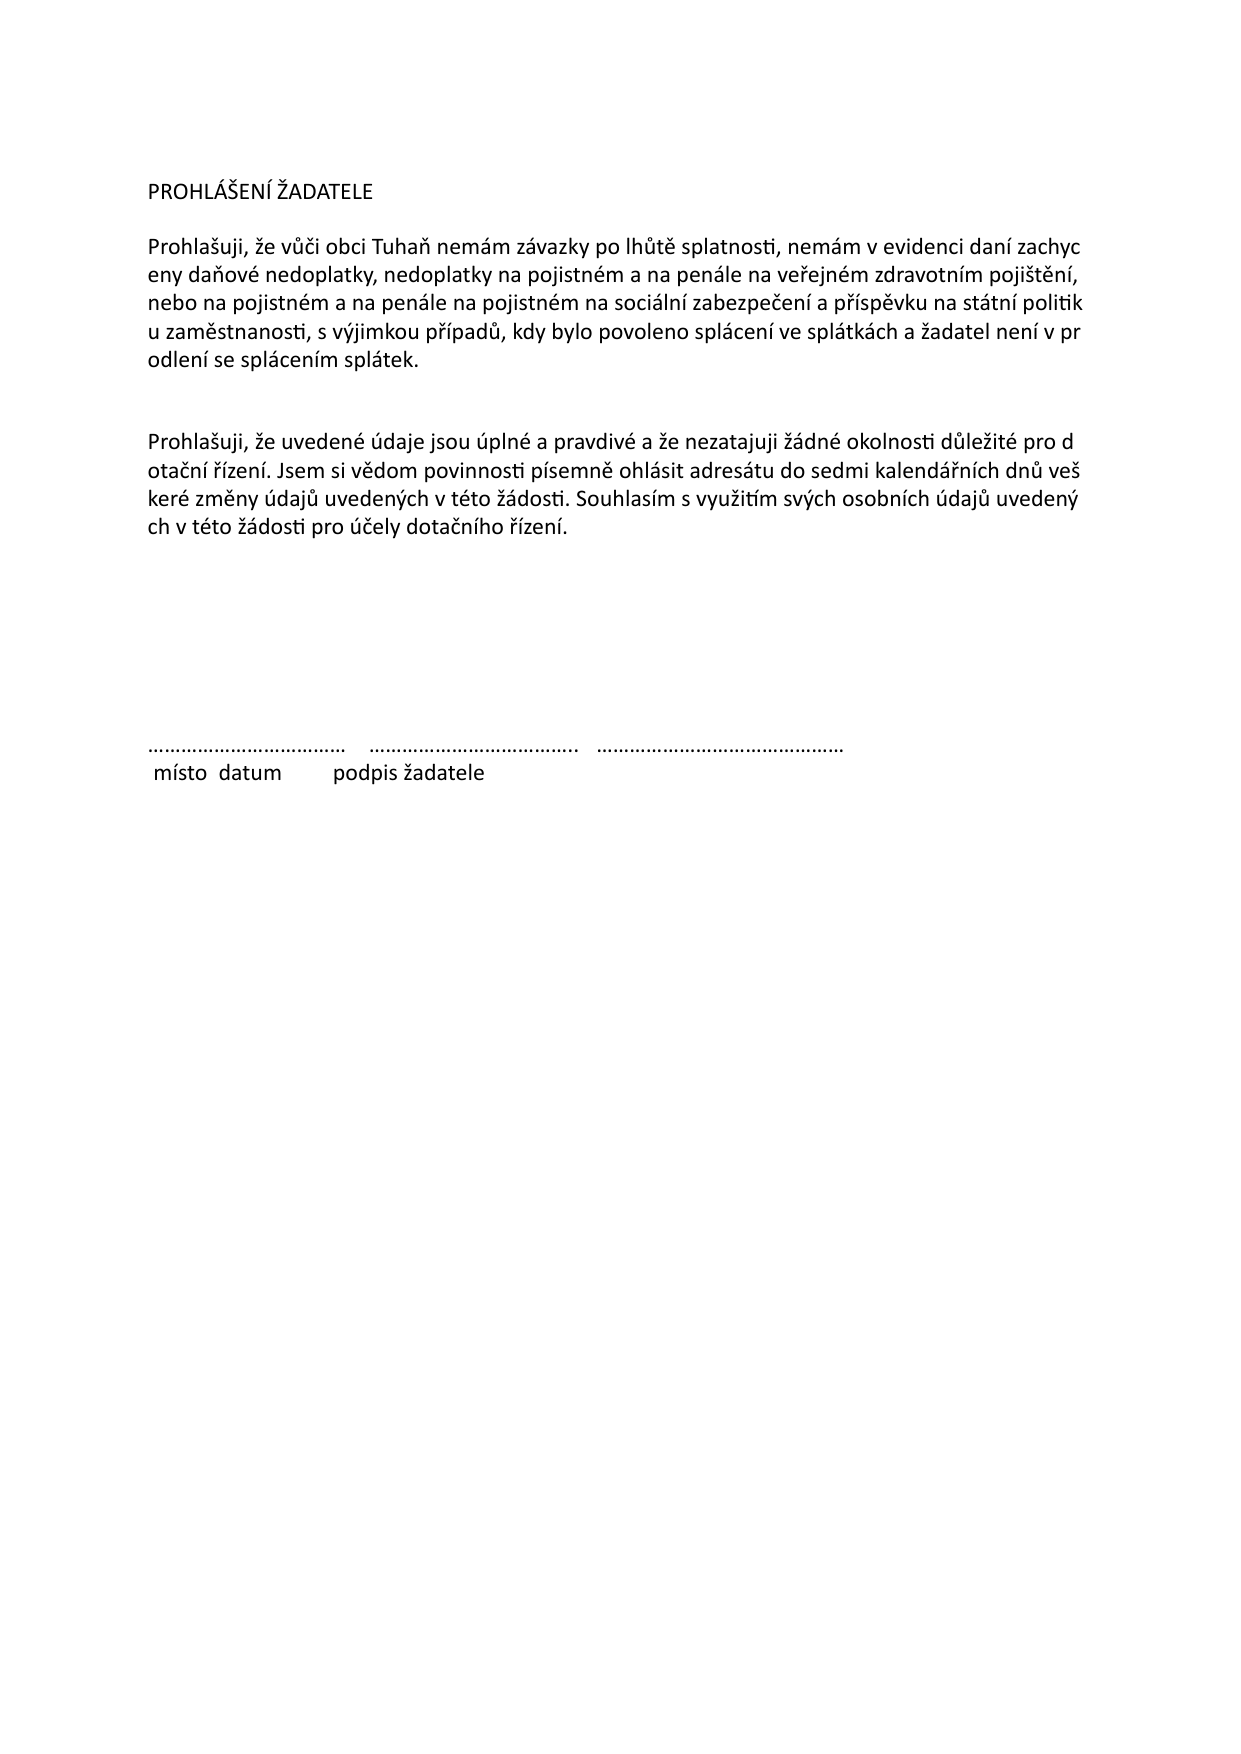 PROHLÁŠENÍ ŽADATELE
Prohlašuji, že vůči obci Tuhaň nemám závazky po lhůtě splatnosti, nemám v evidenci daní zachyc
eny daňové nedoplatky, nedoplatky na pojistném a na penále na veřejném zdravotním pojištění,
nebo na pojistném a na penále na pojistném na sociální zabezpečení a příspěvku na státní politik
u zaměstnanosti, s výjimkou případů, kdy bylo povoleno splácení ve splátkách a žadatel není v pr
odlení se splácením splátek.
Prohlašuji, že uvedené údaje jsou úplné a pravdivé a že nezatajuji žádné okolnosti důležité pro d
otační řízení. Jsem si vědom povinnosti písemně ohlásit adresátu do sedmi kalendářních dnů veš
keré změny údajů uvedených v této žádosti. Souhlasím s využitím svých osobních údajů uvedený
ch v této žádosti pro účely dotačního řízení.
……………………………… ……………………………….. ………………………………………
místo datum podpis žadatele